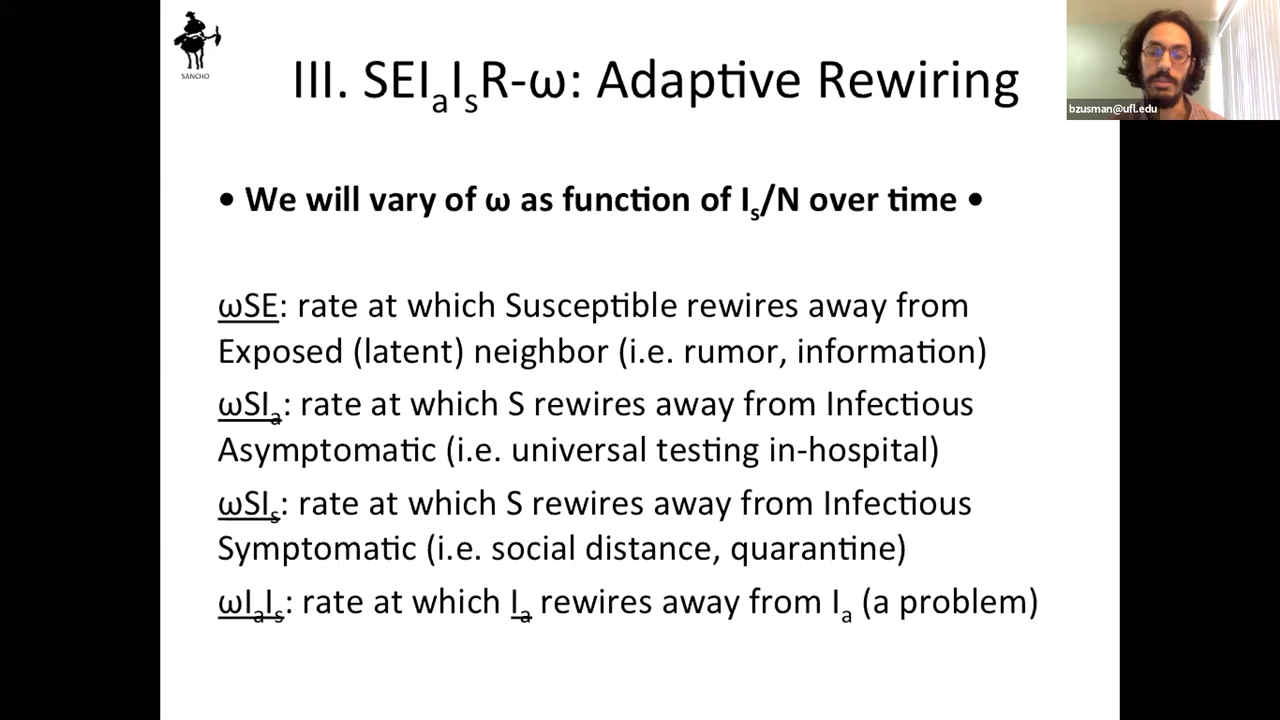 SANCHO
III. SEIₐIₛR-ω: Adaptive Rewiring
bzusman@ufl.edu
• We will vary of ω as function of Iₛ/N over time •
ωSE: rate at which Susceptible rewires away from
Exposed (latent) neighbor (i.e. rumor, information)
ωSIₐ: rate at which S rewires away from Infectious
Asymptomatic (i.e. universal testing in-hospital)
ωSIₛ: rate at which S rewires away from Infectious
Symptomatic (i.e. social distance, quarantine)
ωIₐIₛ: rate at which Iₐ rewires away from Iₐ (a problem)